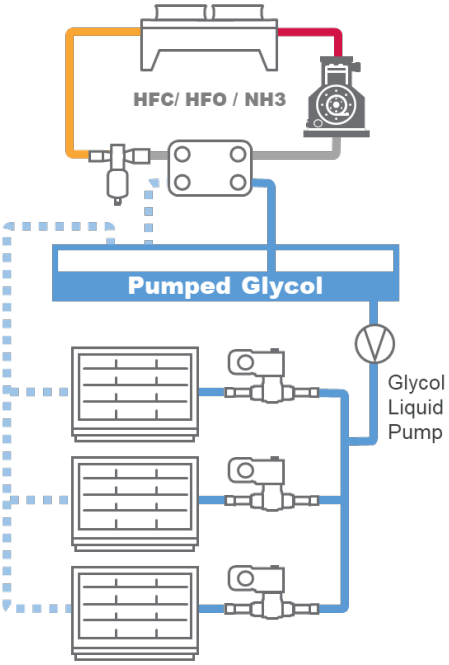 HFC/ HFO / NH3
Pumped Glycol
Glycol
Liquid
Pump